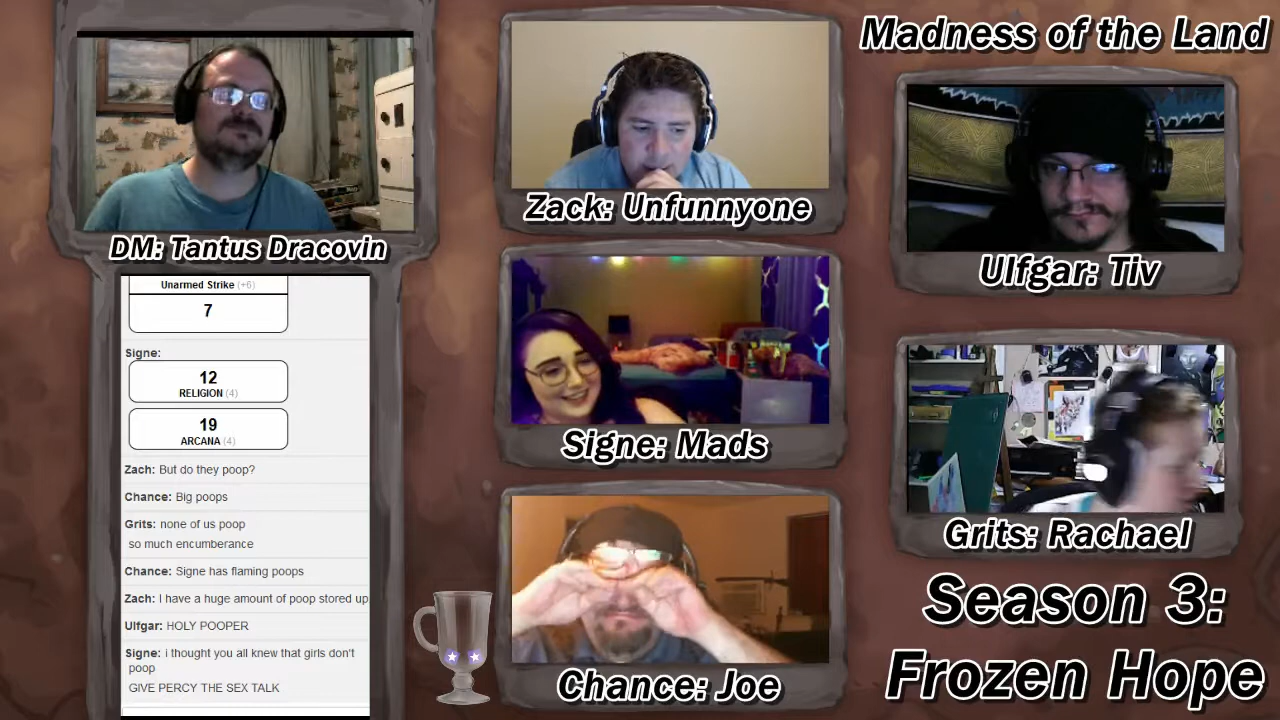 Madness of the Land
DM: Tantus Dracovin
Zack: Unfunnyone
Ulfgar: Tiv
Signe: Mads
Grits: Rachael
Chance: Joe
Season 3:
Frozen Hope
Unarmed Strike (+6)
7
Signe:
12
RELIGION (4)
19
ARCANA (4)
Zach: But do they poop?
Chance: Big poops
Grits: none of us poop
so much encumberance
Chance: Signe has flaming poops
Zach: I have a huge amount of poop stored up
Ulfgar: HOLY POOPER
Signe: i thought you all knew that girls don't
poop
GIVE PERCY THE SEX TALK